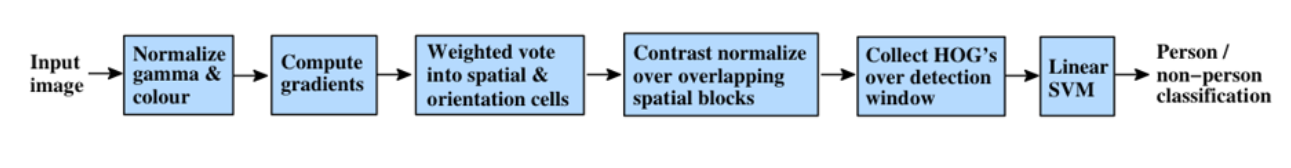 Input
image
Normalize
gamma &
colour
Compute
gradients
Weighted vote
into spatial &
orientation cells
Contrast normalize
over overlapping
spatial blocks
Collect HOG's
over detection
window
Linear
SVM
Person /
non−person
classification